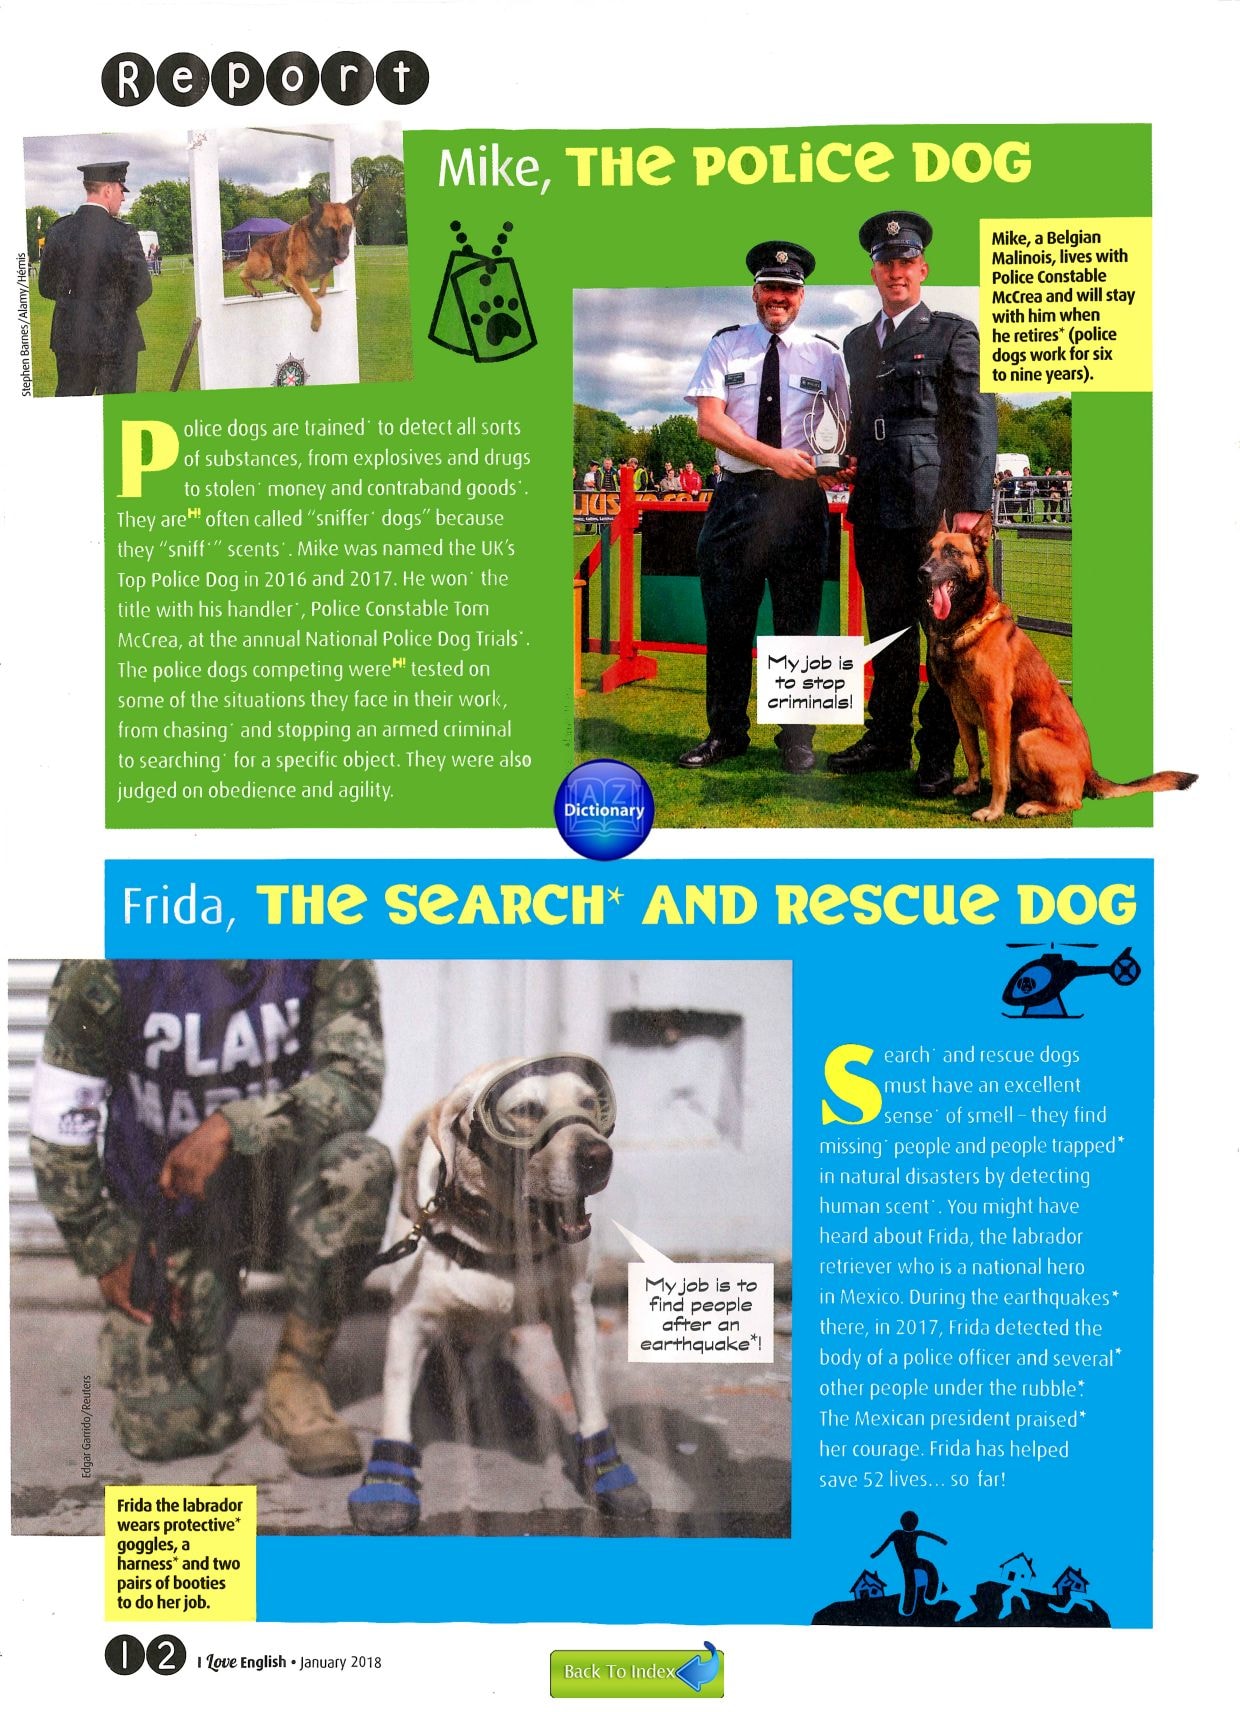 Report
Mike, THe POLiCe DOG
Stephen Barnes/Alamy/Hémis
Mike, a Belgian
Malinois, lives with
Police Constable
McCrea and will stay
with him when
he retires* (police
dogs work for six
to nine years).
Police dogs are trained* to detect all sorts
of substances, from explosives and drugs
to stolen* money and contraband goods*.
They are H! often called “sniffer* dogs” because
they “sniff*” scents*. Mike was named the UK’s
Top Police Dog in 2016 and 2017. He won* the
title with his handler*, Police Constable Tom
McCrea, at the annual National Police Dog Trials*.
The police dogs competing were H! tested on
some of the situations they face in their work,
from chasing* and stopping an armed criminal
to searching* for a specific object. They were also
judged on obedience and agility.
My job is
to stop
criminals!
A Z
Dictionary
Frida, THe SeARCH* AND RescUe DOG
PLAN
MAR
Search* and rescue dogs
must have an excellent
sense* of smell – they find
missing* people and people trapped*
in natural disasters by detecting
human scent*. You might have
heard about Frida, the labrador
retriever who is a national hero
in Mexico. During the earthquakes*
there, in 2017, Frida detected the
body of a police officer and several*
other people under the rubble*.
The Mexican president praised*
her courage. Frida has helped
save 52 lives... so far!
My job is to
find people
after an
earthquake*!
Edgar Garrido/Reuters
Frida the labrador
wears protective*
goggles, a
harness* and two
pairs of booties
to do her job.
12 I Love English • January 2018
Back To Index